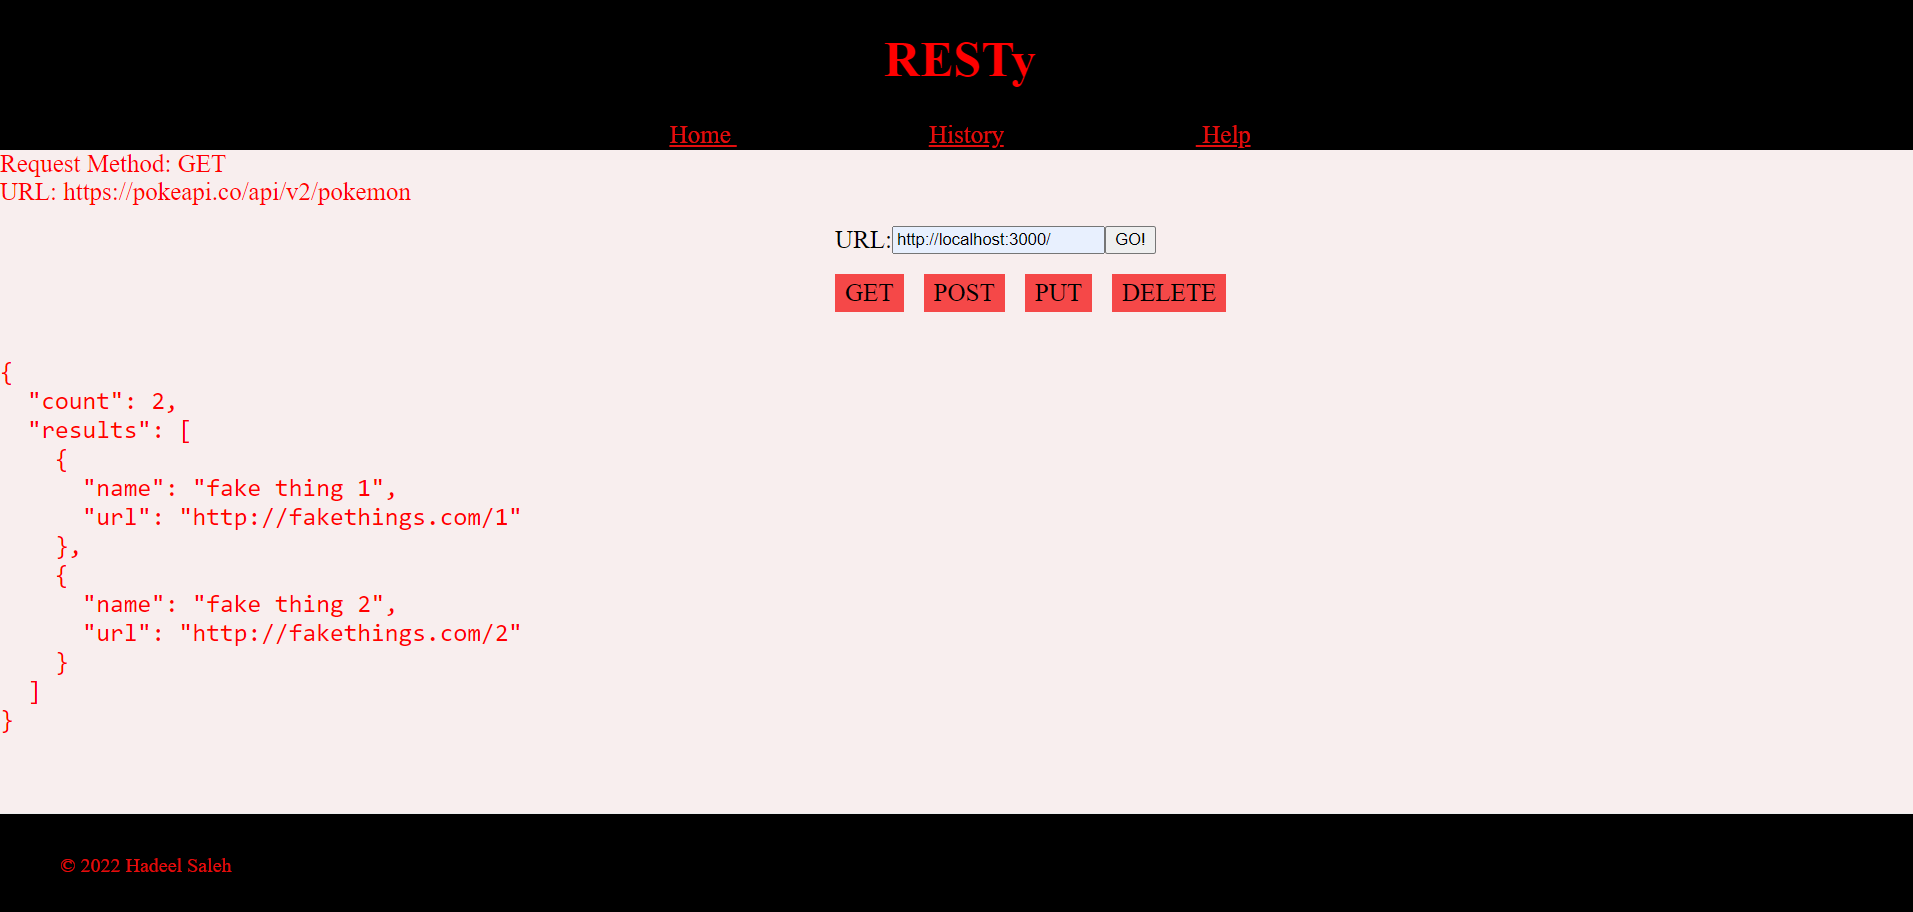 RESTy
Home History Help
Request Method: GET
URL: https://pokeapi.co/api/v2/pokemon
URL: http://localhost:3000/ GO!
GET POST PUT DELETE
{
  "count": 2,
  "results": [
    {
      "name": "fake thing 1",
      "url": "http://fakethings.com/1"
    },
    {
      "name": "fake thing 2",
      "url": "http://fakethings.com/2"
    }
  ]
}
© 2022 Hadeel Saleh